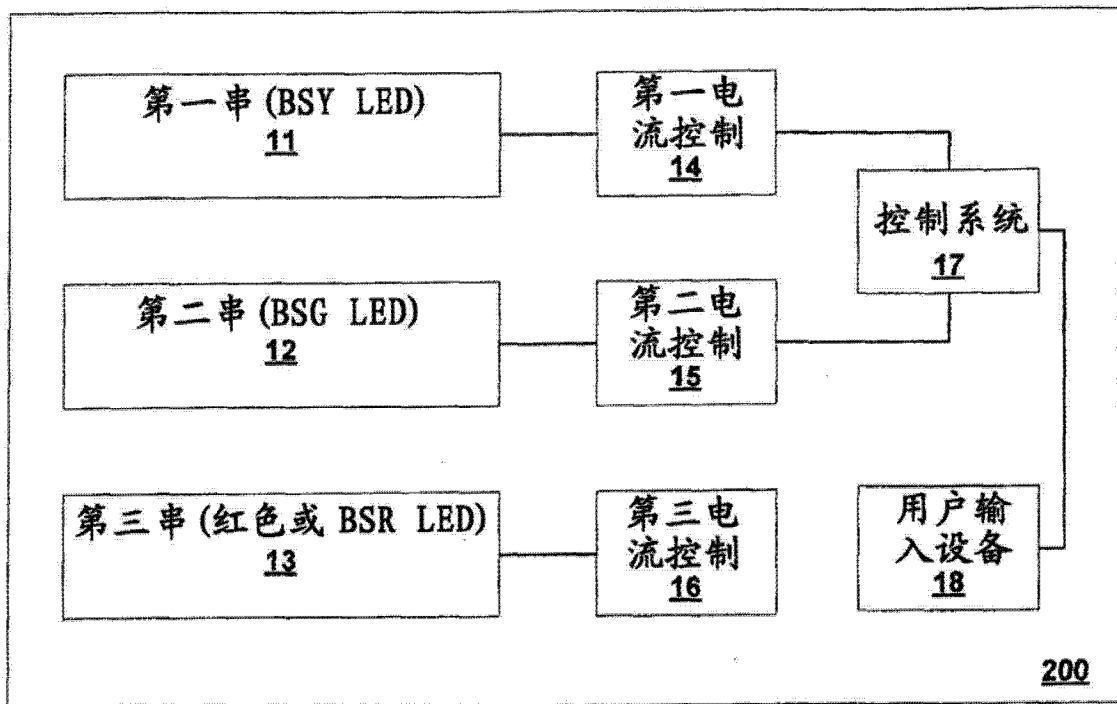 第一串(BSY LED)
11
第一电
流控制
14
控制系统
17
第二串(BSG LED)
12
第二电
流控制
15
第三串(红色或 BSR LED)
13
第三电
流控制
16
用户输
入设备
18
200